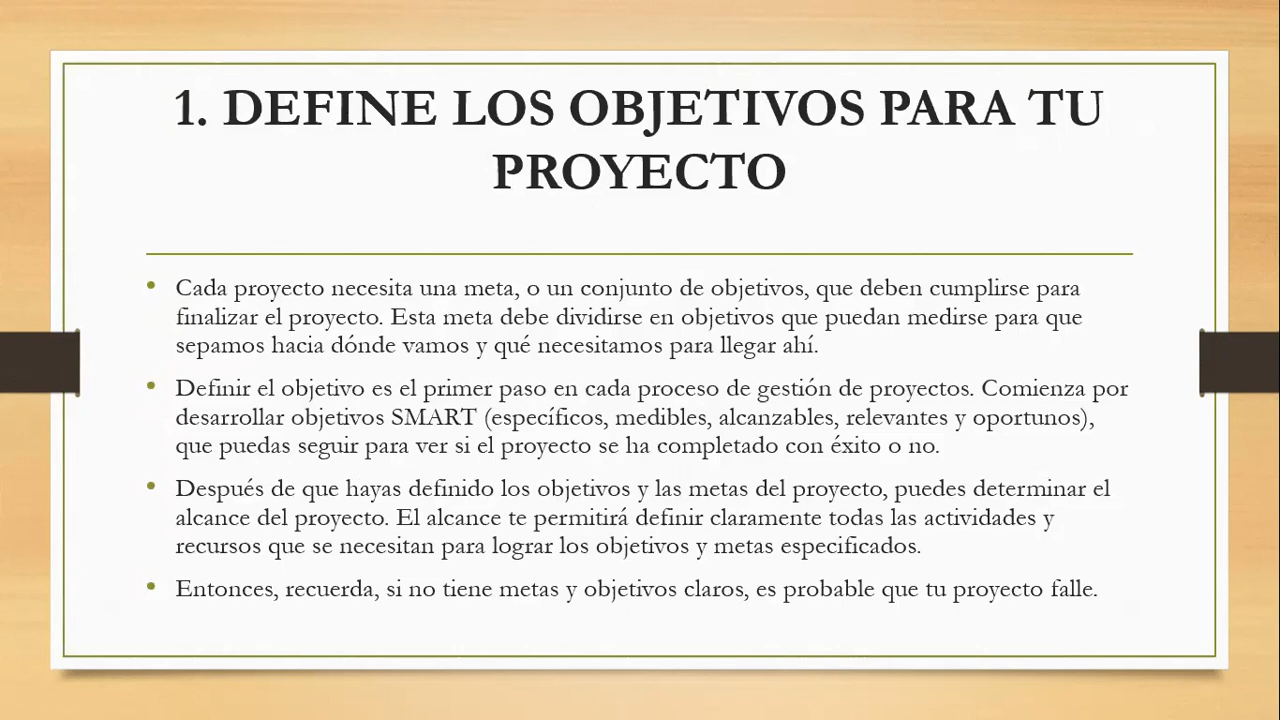 1. DEFINE LOS OBJETIVOS PARA TU
PROYECTO
• Cada proyecto necesita una meta, o un conjunto de objetivos, que deben cumplirse para
finalizar el proyecto. Esta meta debe dividirse en objetivos que puedan medirse para que
sepamos hacia dónde vamos y qué necesitamos para llegar ahí.
• Definir el objetivo es el primer paso en cada proceso de gestión de proyectos. Comienza por
desarrollar objetivos SMART (específicos, medibles, alcanzables, relevantes y oportunos),
que puedas seguir para ver si el proyecto se ha completado con éxito o no.
• Después de que hayas definido los objetivos y las metas del proyecto, puedes determinar el
alcance del proyecto. El alcance te permitirá definir claramente todas las actividades y
recursos que se necesitan para lograr los objetivos y metas especificados.
• Entonces, recuerda, si no tiene metas y objetivos claros, es probable que tu proyecto falle.